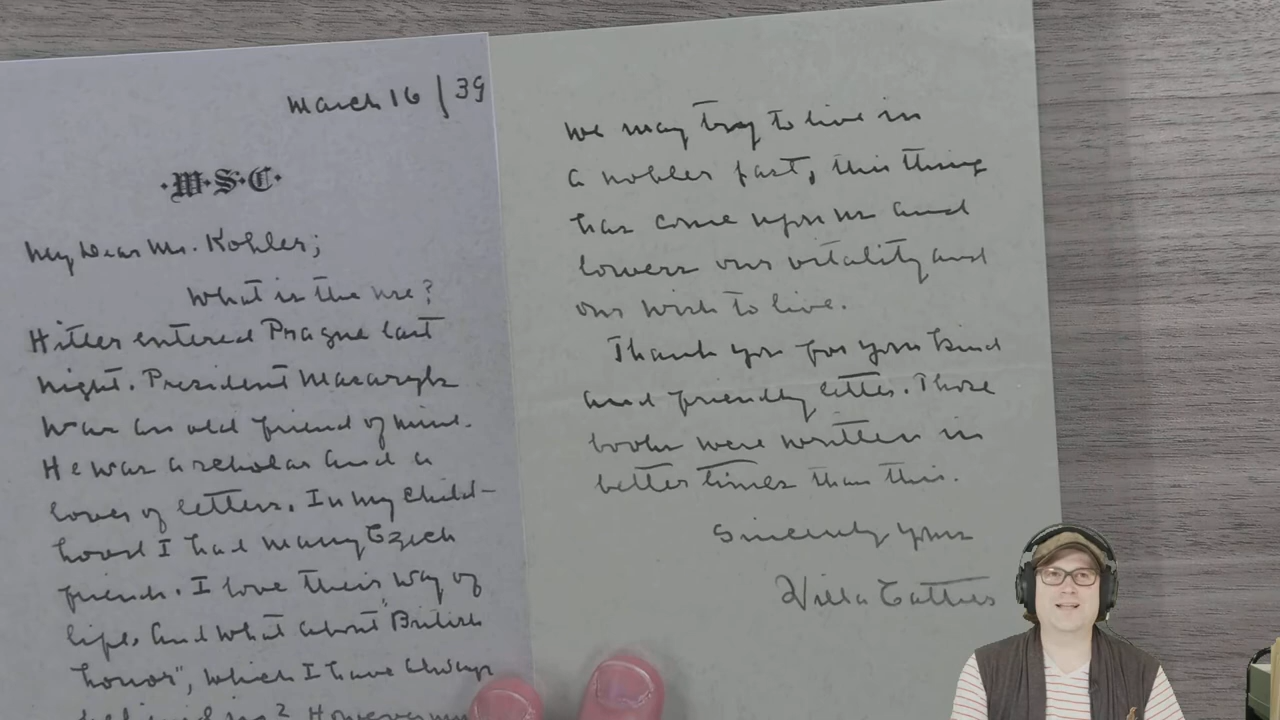 March 16 / 39
·W·S·C·
My Dear Mr. Kohler;
What is the use?
Hitler entered Prague last
night. President Masaryk
was an old friend of mine.
He was a scholar and a
lover of letters. In my child-
hood I had many Czech
friends. I love their way of
life. And what about "British
honor", which I have always
believed in? However
we may try to live in
a nobler past, this thing
has come upon us and
lowers our vitality and
our wish to live.
Thank you for your kind
and friendly letter. Those
books were written in
better times than this.
Sincerely yours
Willa Cather